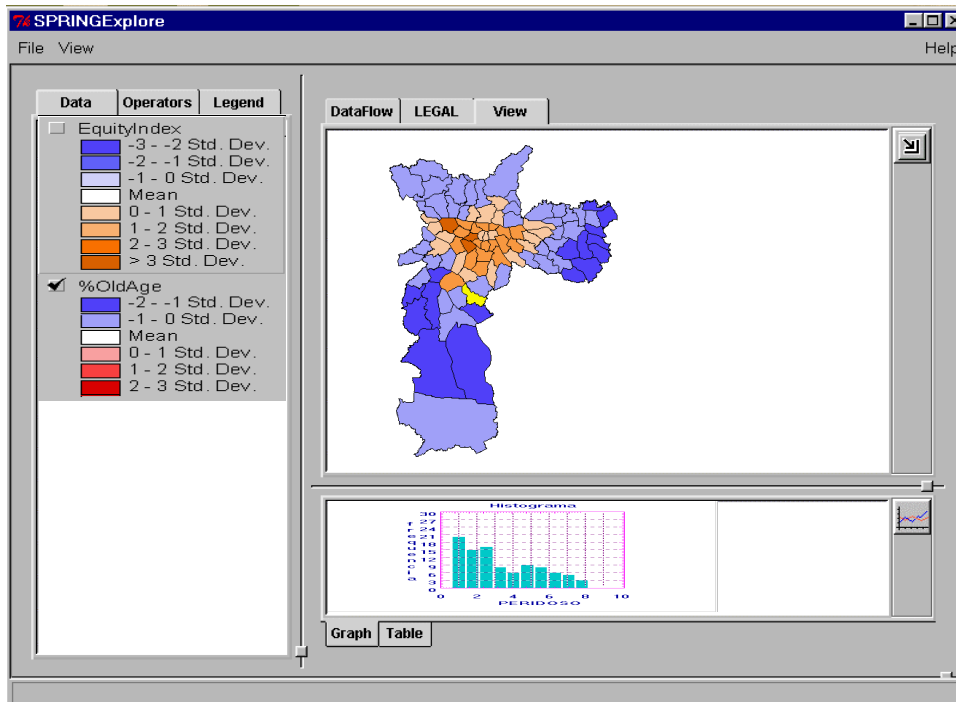 SPRINGExplore
File View Help
Data Operators Legend
EquityIndex
-3 - -2 Std. Dev.
-2 - -1 Std. Dev.
-1 - 0 Std. Dev.
Mean
0 - 1 Std. Dev.
1 - 2 Std. Dev.
2 - 3 Std. Dev.
> 3 Std. Dev.
%OldAge
-2 - -1 Std. Dev.
-1 - 0 Std. Dev.
Mean
0 - 1 Std. Dev.
1 - 2 Std. Dev.
2 - 3 Std. Dev.
DataFlow LEGAL View
Histograma
frequencia
30
27
24
21
18
15
12
9
6
3
0
0 2 4 6 8 10
PERIDOSO
Graph Table